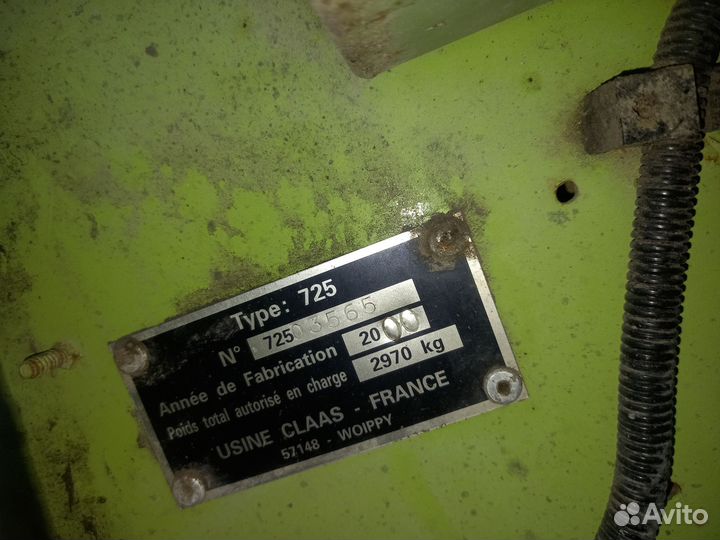 Type: 725
N° 72503565
Année de Fabrication 2000
Poids total autorisé en charge 2970 kg
USINE CLAAS - FRANCE
57148 - WOIPPY
Avito